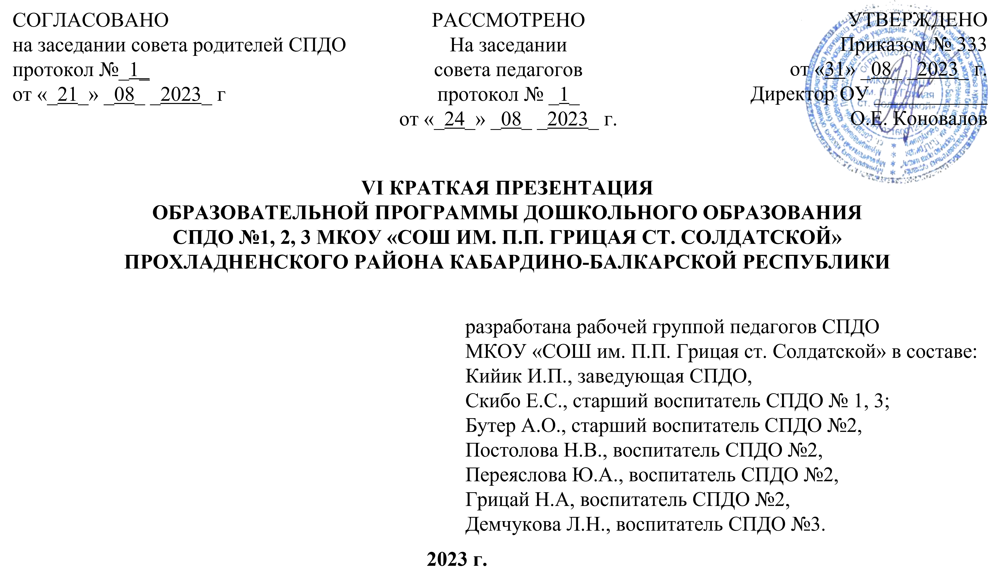 СОГЛАСОВАНО
на заседании совета родителей СПДО
протокол №_1_
от «_21_» _08_ _2023_ г
РАССМОТРЕНО
На заседании
совета педагогов
протокол № _1_
от «_24_» _08_ _2023_ г.
УТВЕРЖДЕНО
Приказом № 333
от «31» _08_ _2023_ г.
Директор ОУ ___________
О.Е. Коновалов
VI КРАТКАЯ ПРЕЗЕНТАЦИЯ
ОБРАЗОВАТЕЛЬНОЙ ПРОГРАММЫ ДОШКОЛЬНОГО ОБРАЗОВАНИЯ
СПДО №1, 2, 3 МКОУ «СОШ ИМ. П.П. ГРИЦАЯ СТ. СОЛДАТСКОЙ»
ПРОХЛАДНЕНСКОГО РАЙОНА КАБАРДИНО-БАЛКАРСКОЙ РЕСПУБЛИКИ
разработана рабочей группой педагогов СПДО
МКОУ «СОШ им. П.П. Грицая ст. Солдатской» в составе:
Кийик И.П., заведующая СПДО,
Скибо Е.С., старший воспитатель СПДО № 1, 3;
Бутер А.О., старший воспитатель СПДО №2,
Постолова Н.В., воспитатель СПДО №2,
Переяслова Ю.А., воспитатель СПДО №2,
Грицай Н.А, воспитатель СПДО №2,
Демчукова Л.Н., воспитатель СПДО №3.
2023 г.